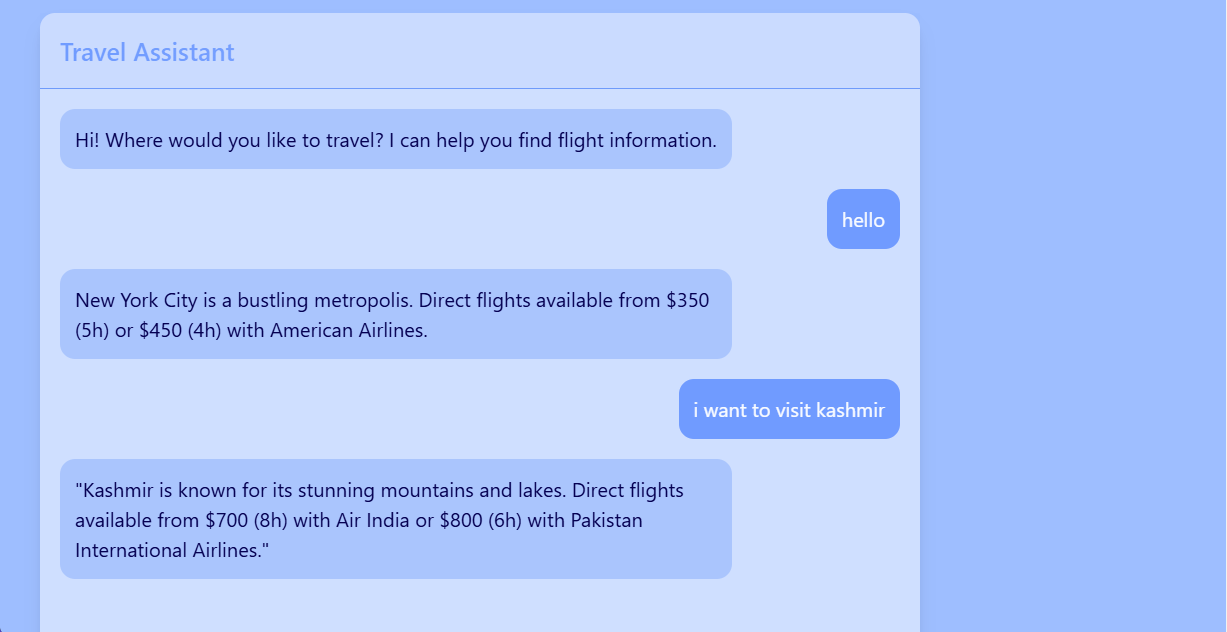 Travel Assistant
Hi! Where would you like to travel? I can help you find flight information.
hello
New York City is a bustling metropolis. Direct flights available from $350
(5h) or $450 (4h) with American Airlines.
i want to visit kashmir
"Kashmir is known for its stunning mountains and lakes. Direct flights
available from $700 (8h) with Air India or $800 (6h) with Pakistan
International Airlines."